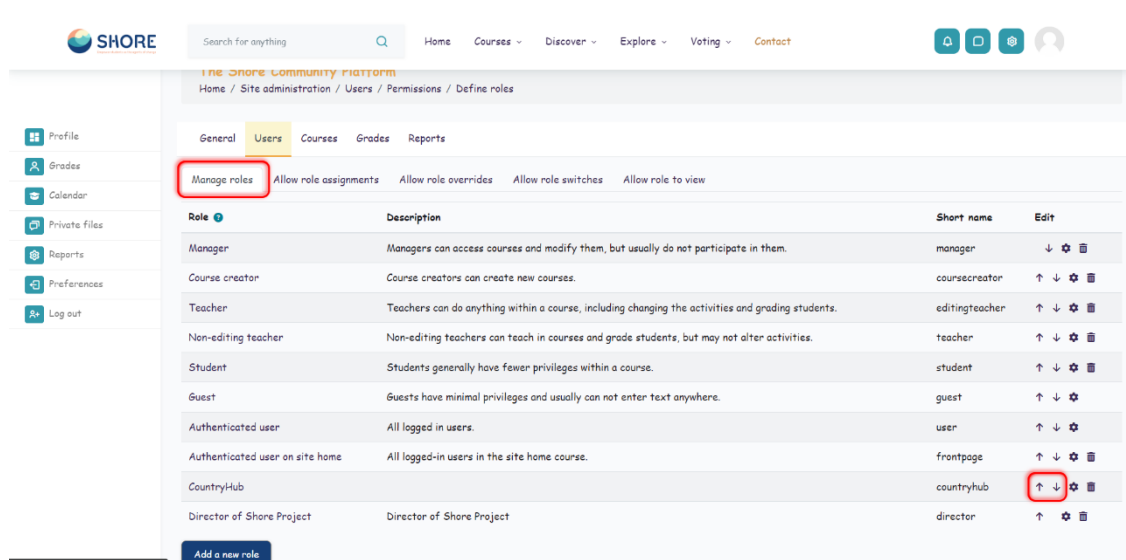 SHORE
Search for anything
Home Courses Discover Explore Voting Contact
The Shore Community Platform
Home / Site administration / Users / Permissions / Define roles
Profile
Grades
Calendar
Private files
Reports
Preferences
Log out
General Users Courses Grades Reports
Manage roles Allow role assignments Allow role overrides Allow role switches Allow role to view
Role ? Description Short name Edit
Manager Managers can access courses and modify them, but usually do not participate in them. manager
Course creator Course creators can create new courses. coursecreator
Teacher Teachers can do anything within a course, including changing the activities and grading students. editingteacher
Non-editing teacher Non-editing teachers can teach in courses and grade students, but may not alter activities. teacher
Student Students generally have fewer privileges within a course. student
Guest Guests have minimal privileges and usually can not enter text anywhere. guest
Authenticated user All logged in users. user
Authenticated user on site home All logged-in users in the site home course. frontpage
CountryHub countryhub
Director of Shore Project Director of Shore Project director
Add a new role